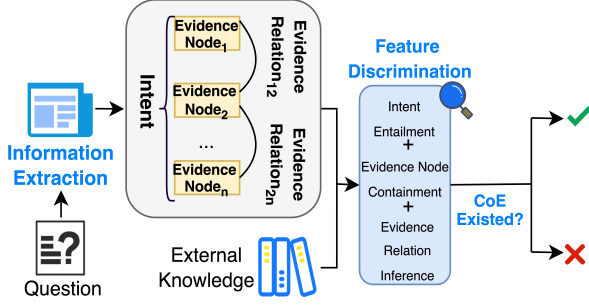 Question
Information
Extraction
Intent
Evidence
Node1
Evidence
Node2
...
Evidence
Noden
Evidence
Relation12
Evidence
Relation2n
External
Knowledge
Feature
Discrimination
Intent
Entailment
+
Evidence Node
Containment
+
Evidence
Relation
Inference
CoE
Existed?